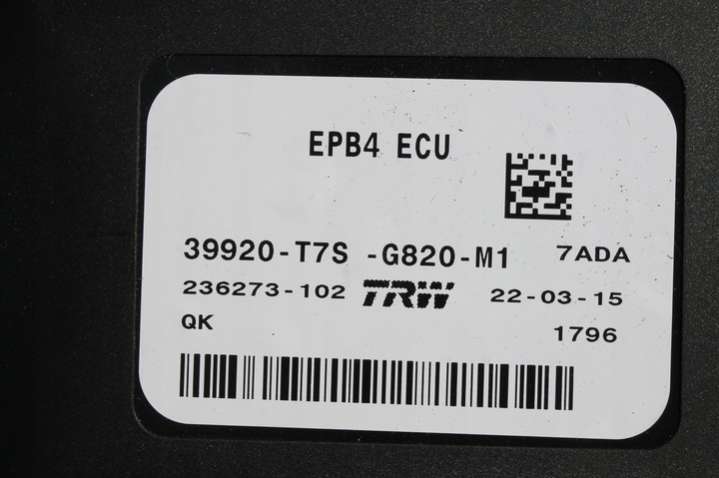 EPB4 ECU
39920-T7S -G820-M1 7ADA
236273-102 TRW 22-03-15
QK 1796